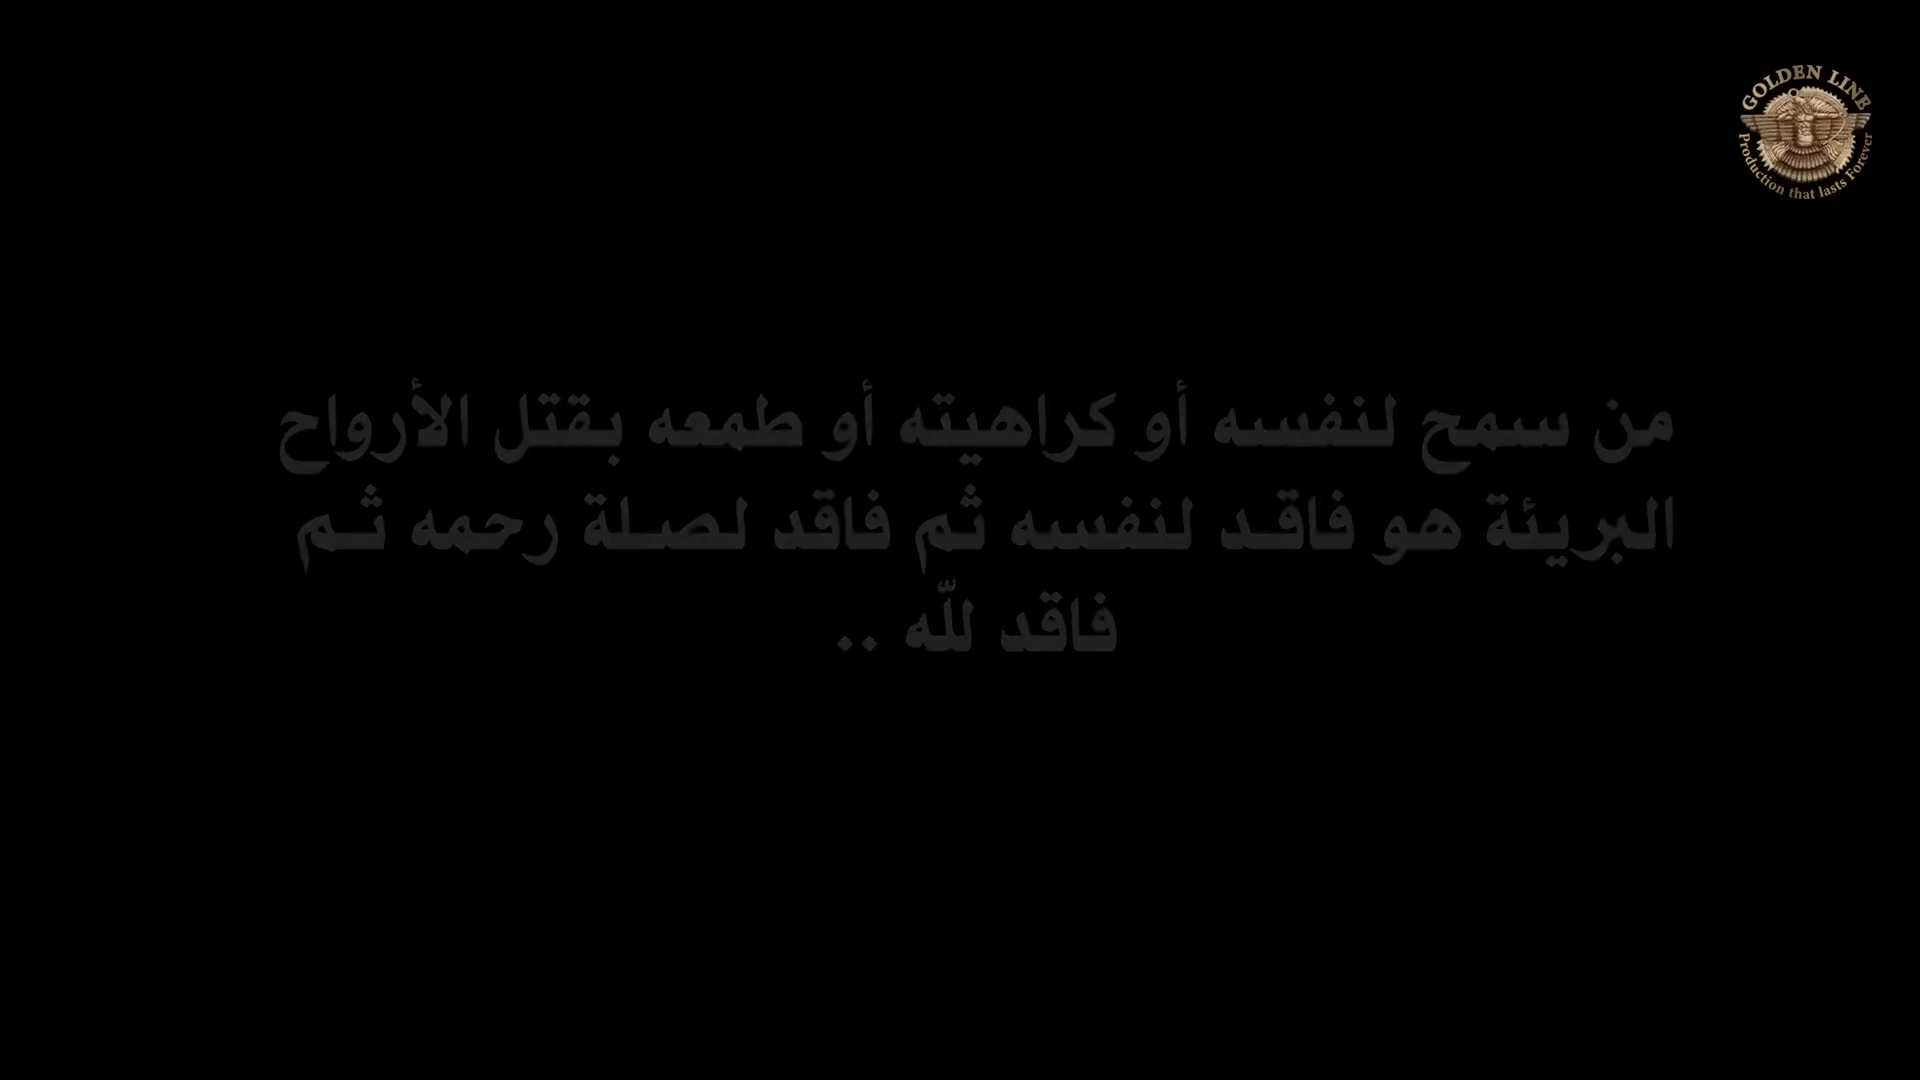 GOLDEN LINE
Production that lasts Forever
من سمح لنفسه أو كراهيته أو طمعه بقتل الأرواح
البريئة هو فاقد لنفسه ثم فاقد لصلة رحمه ثم
فاقد لله ..